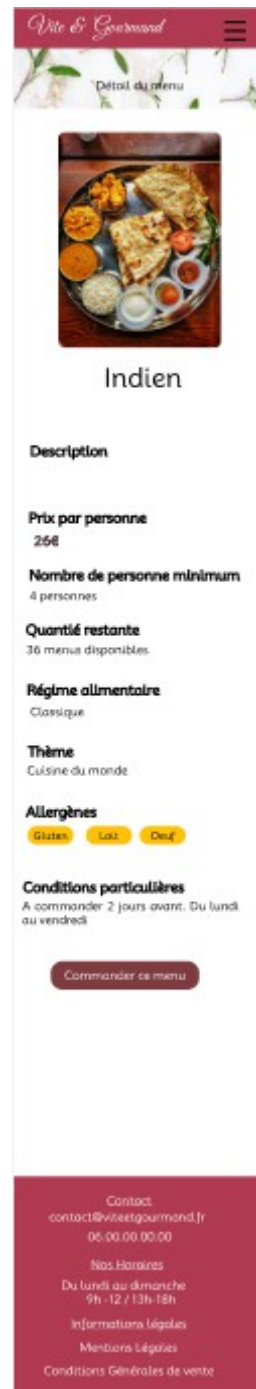 Vite & Gourmand
Détail du menu
Indien
Description
Prix par personne
26€
Nombre de personne minimum
4 personnes
Quantié restante
36 menus disponibles
Régime alimentaire
Classique
Thème
Cuisine du monde
Allergènes
Gluten Lait Oeuf
Conditions particulières
A commander 2 jours avant. Du lundi
au vendredi
Commander ce menu
Contact
contact@viteetgourmand.fr
06.00.00.00.00
Nos Horaires
Du lundi au dimanche
9h -12 / 13h-18h
Informations légales
Mentions Légales
Conditions Générales de vente